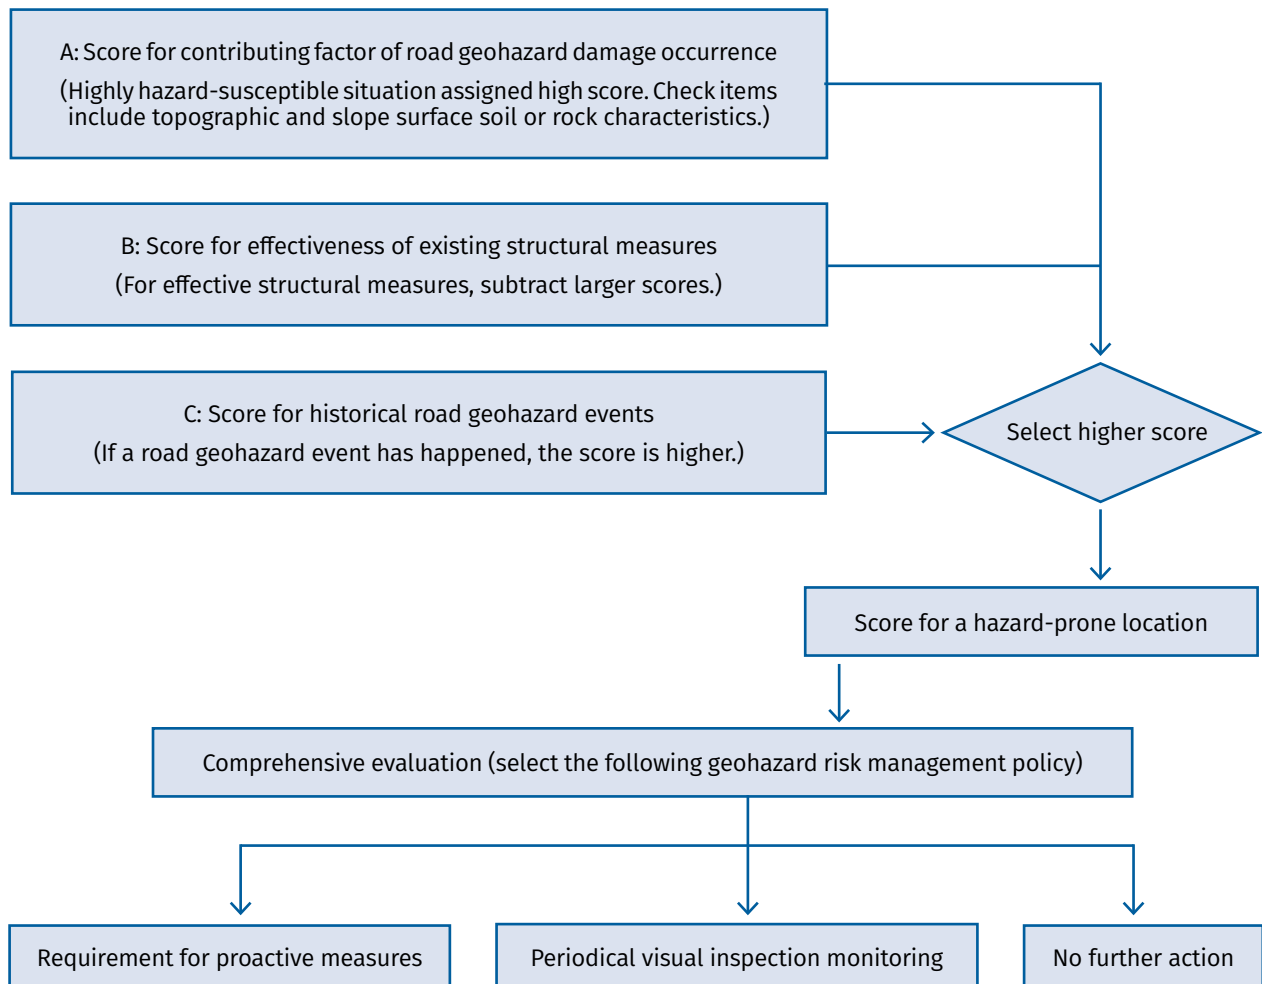 A: Score for contributing factor of road geohazard damage occurrence
(Highly hazard-susceptible situation assigned high score. Check items
include topographic and slope surface soil or rock characteristics.)
B: Score for effectiveness of existing structural measures
(For effective structural measures, subtract larger scores.)
C: Score for historical road geohazard events
(If a road geohazard event has happened, the score is higher.)
Select higher score
Score for a hazard-prone location
Comprehensive evaluation (select the following geohazard risk management policy)
Requirement for proactive measures
Periodical visual inspection monitoring
No further action